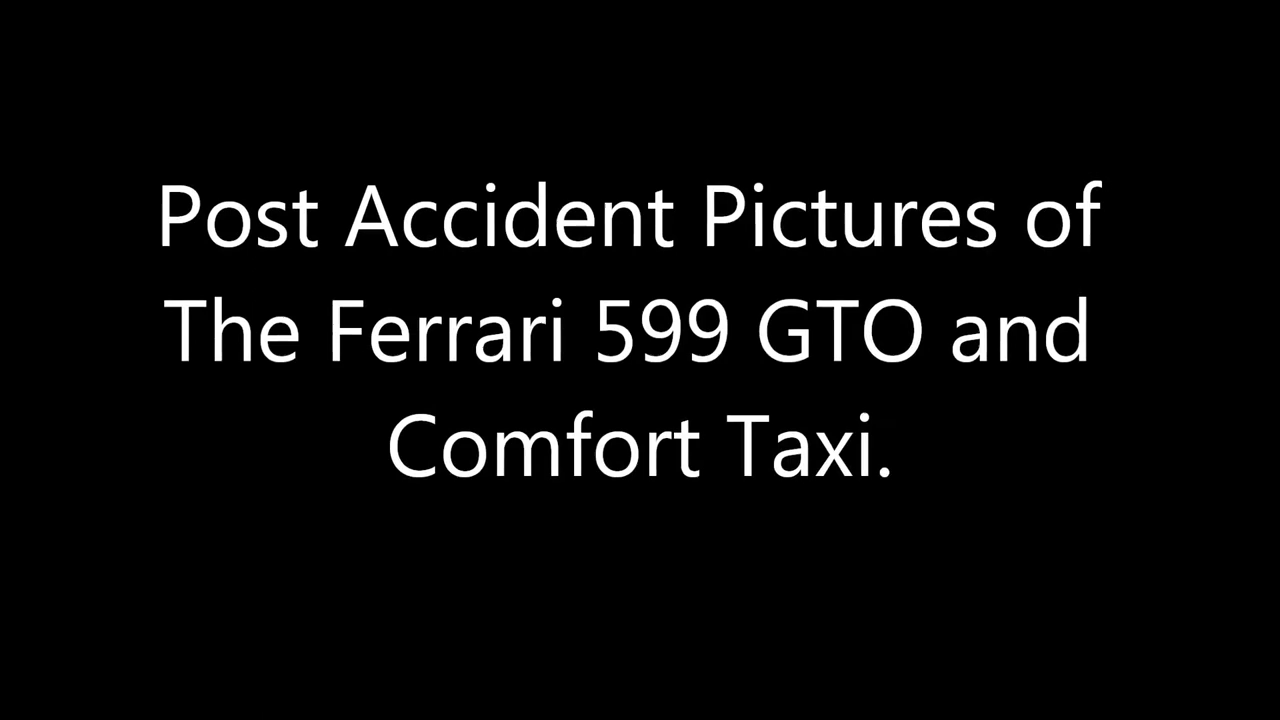 Post Accident Pictures of
The Ferrari 599 GTO and
Comfort Taxi.